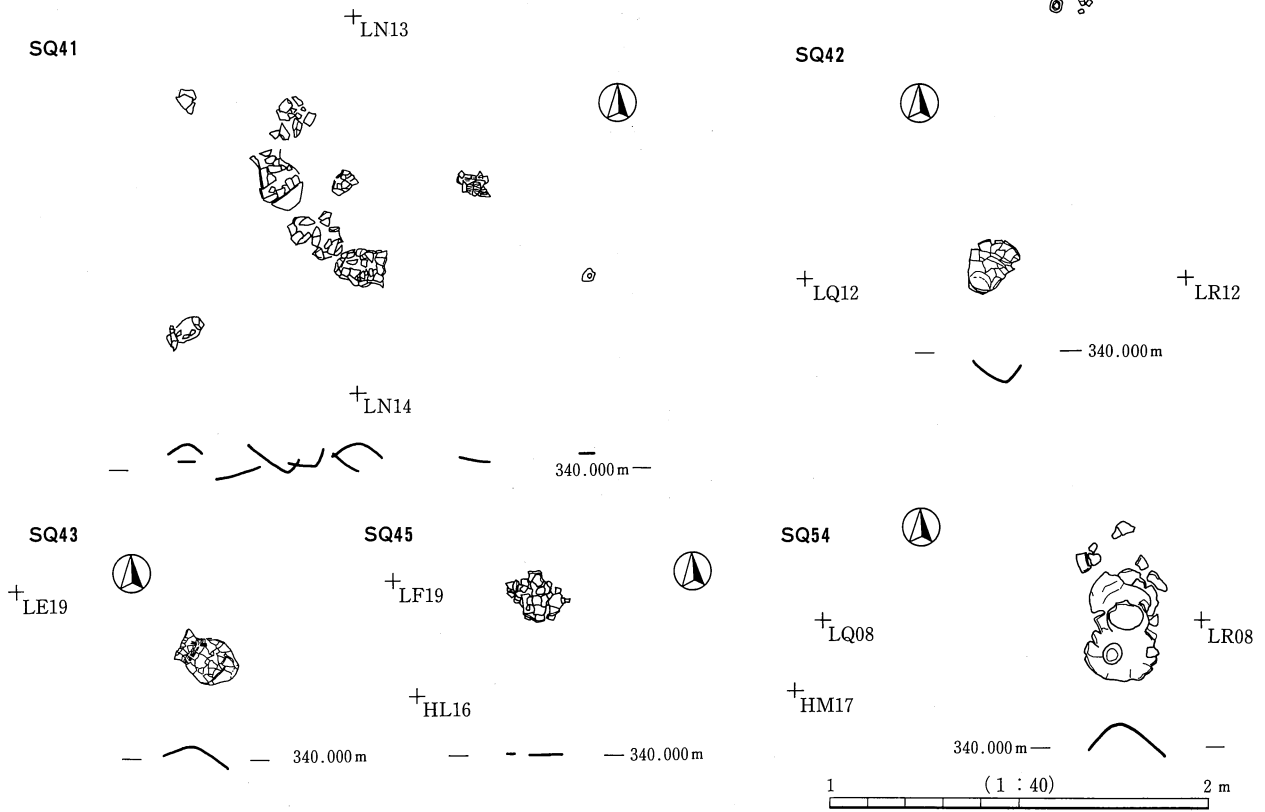 SQ41
LN13
LN14
340.000m
SQ42
LQ12
LR12
340.000m
SQ43
LE19
340.000m
SQ45
LF19
HL16
340.000m
SQ54
LQ08
LR08
HM17
340.000m
1 (1:40) 2m